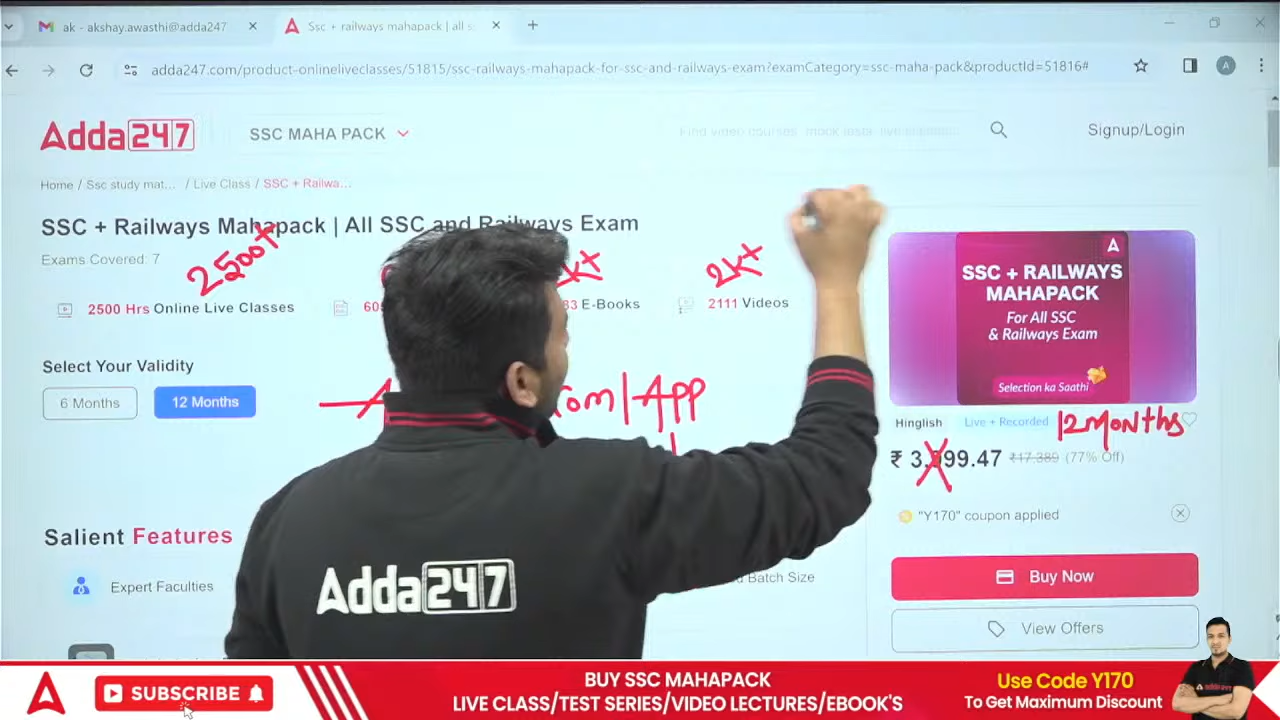 ak - akshay.awasthi@adda247
Ssc + railways mahapack | all s
adda247.com/product-onlineliveclasses/51815/ssc-railways-mahapack-for-ssc-and-railways-exam?examCategory=ssc-maha-pack&productId=51816#
A
Adda247
SSC MAHA PACK
Find video courses, mock tests, live
Signup/Login
Home / Ssc study mat... / Live Class / SSC + Railwa...
SSC + Railways Mahapack | All SSC and Railways Exam
Exams Covered: 7
2500+
2K+
2500 Hrs Online Live Classes
E-Books
2111 Videos
Select Your Validity
6 Months
12 Months
App
A
SSC + RAILWAYS
MAHAPACK
For All SSC
& Railways Exam
Selection ka Saathi
Hinglish
Live + Recorded
12 Months
₹17,389 (77% Off)
"Y170" coupon applied
Buy Now
View Offers
Salient Features
Expert Faculties
Batch Size
Adda247
A
SUBSCRIBE
BUY SSC MAHAPACK
LIVE CLASS/TEST SERIES/VIDEO LECTURES/EBOOK'S
Use Code Y170
To Get Maximum Discount